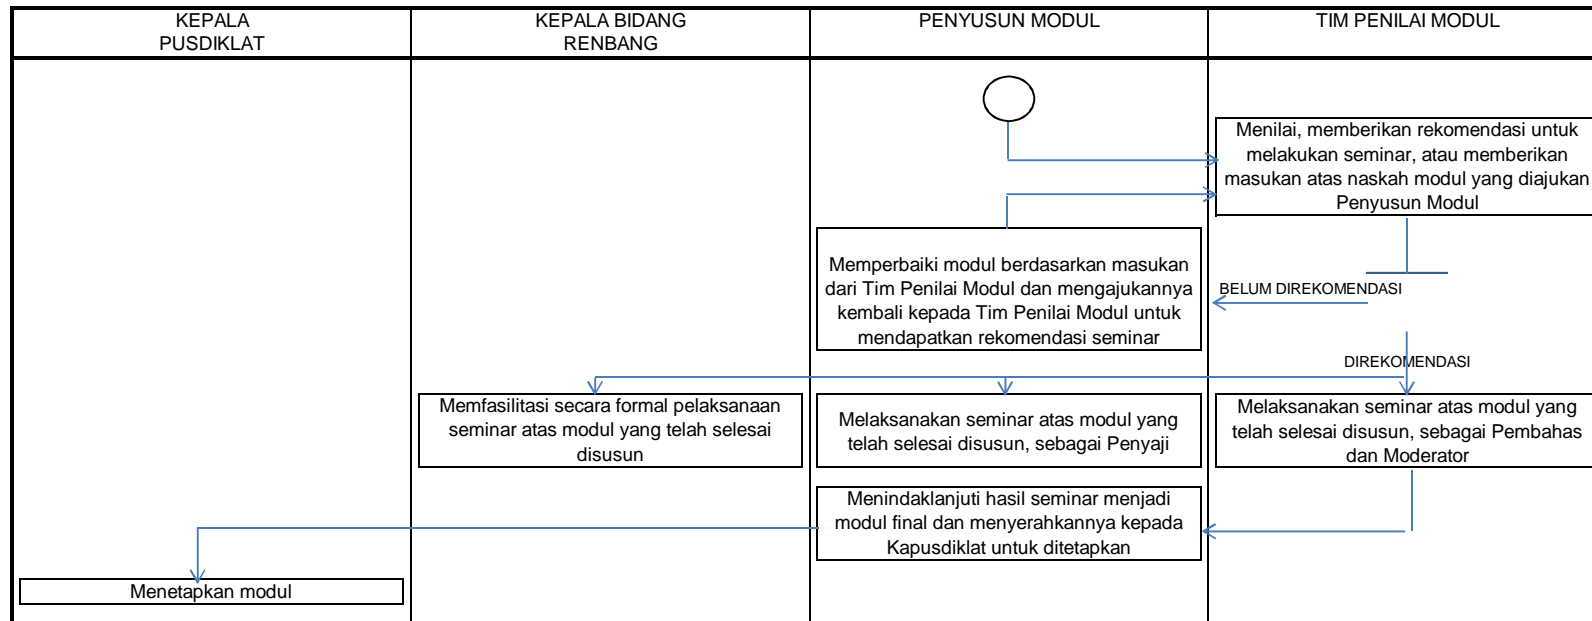 KEPALA
PUSDIKLAT
KEPALA BIDANG
RENBANG
PENYUSUN MODUL
TIM PENILAI MODUL
Menilai, memberikan rekomendasi untuk
melakukan seminar, atau memberikan
masukan atas naskah modul yang diajukan
Penyusun Modul
Memperbaiki modul berdasarkan masukan
dari Tim Penilai Modul dan mengajukannya
kembali kepada Tim Penilai Modul untuk
mendapatkan rekomendasi seminar
BELUM DIREKOMENDASI
DIREKOMENDASI
Memfasilitasi secara formal pelaksanaan
seminar atas modul yang telah selesai
disusun
Melaksanakan seminar atas modul yang
telah selesai disusun, sebagai Penyaji
Melaksanakan seminar atas modul yang
telah selesai disusun, sebagai Pembahas
dan Moderator
Menindaklanjuti hasil seminar menjadi
modul final dan menyerahkannya kepada
Kapusdiklat untuk ditetapkan
Menetapkan modul